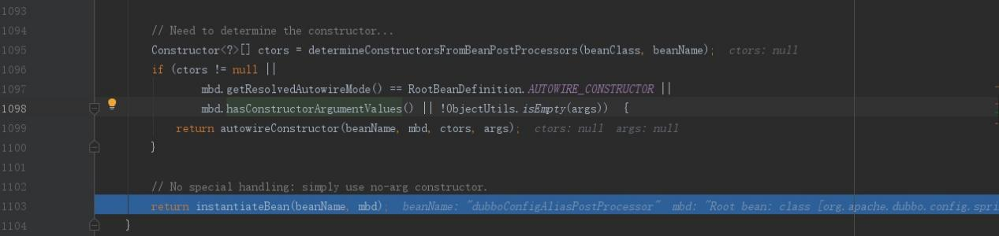 1093
1094 // Need to determine the constructor...
1095 Constructor<?>[] ctors = determineConstructorsFromBeanPostProcessors(beanClass, beanName); ctors: null
1096 if (ctors != null ||
1097 mbd.getResolvedAutowireMode() == RootBeanDefinition.AUTOWIRE_CONSTRUCTOR ||
1098 mbd.hasConstructorArgumentValues() || !ObjectUtils.isEmpty(args)) {
1099 return autowireConstructor(beanName, mbd, ctors, args); ctors: null args: null
1100 }
1101
1102 // No special handling: simply use no-arg constructor.
1103 return instantiateBean(beanName, mbd); beanName: "dubboConfigAliasPostProcessor" mbd: "Root bean: class [org.apache.dubbo.config.spri
1104 }